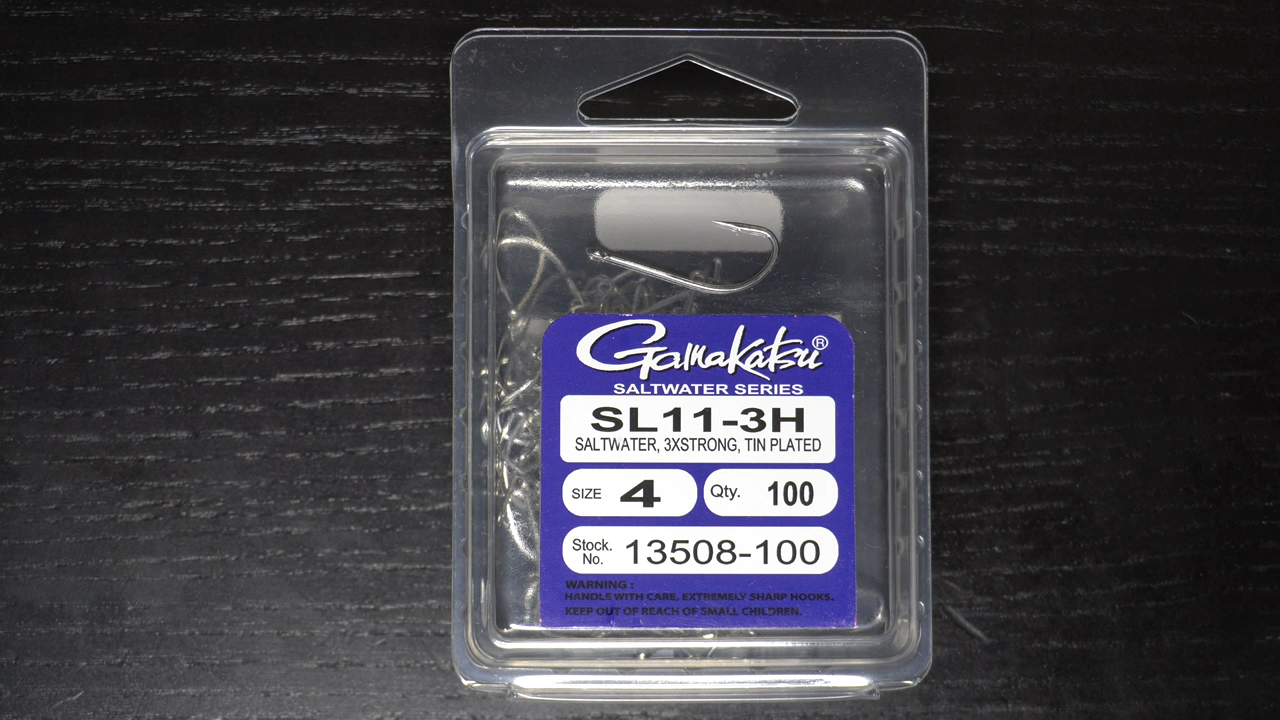 Gamakatsu®
SALTWATER SERIES
SL11-3H
SALTWATER, 3XSTRONG, TIN PLATED
SIZE 4
Qty. 100
Stock. No. 13508-100
WARNING :
HANDLE WITH CARE, EXTREMELY SHARP HOOKS.
KEEP OUT OF REACH OF SMALL CHILDREN.